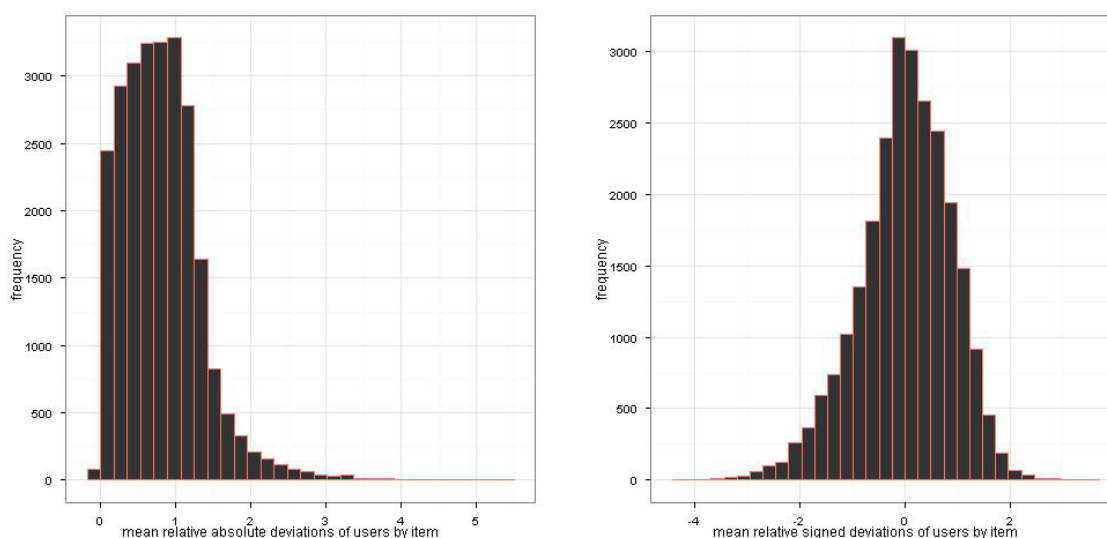 3000
2500
2000
1500
1000
500
0
frequency
0 1 2 3 4 5
mean relative absolute deviations of users by item
3000
2500
2000
1500
1000
500
0
frequency
-4 -2 0 2
mean relative signed deviations of users by item